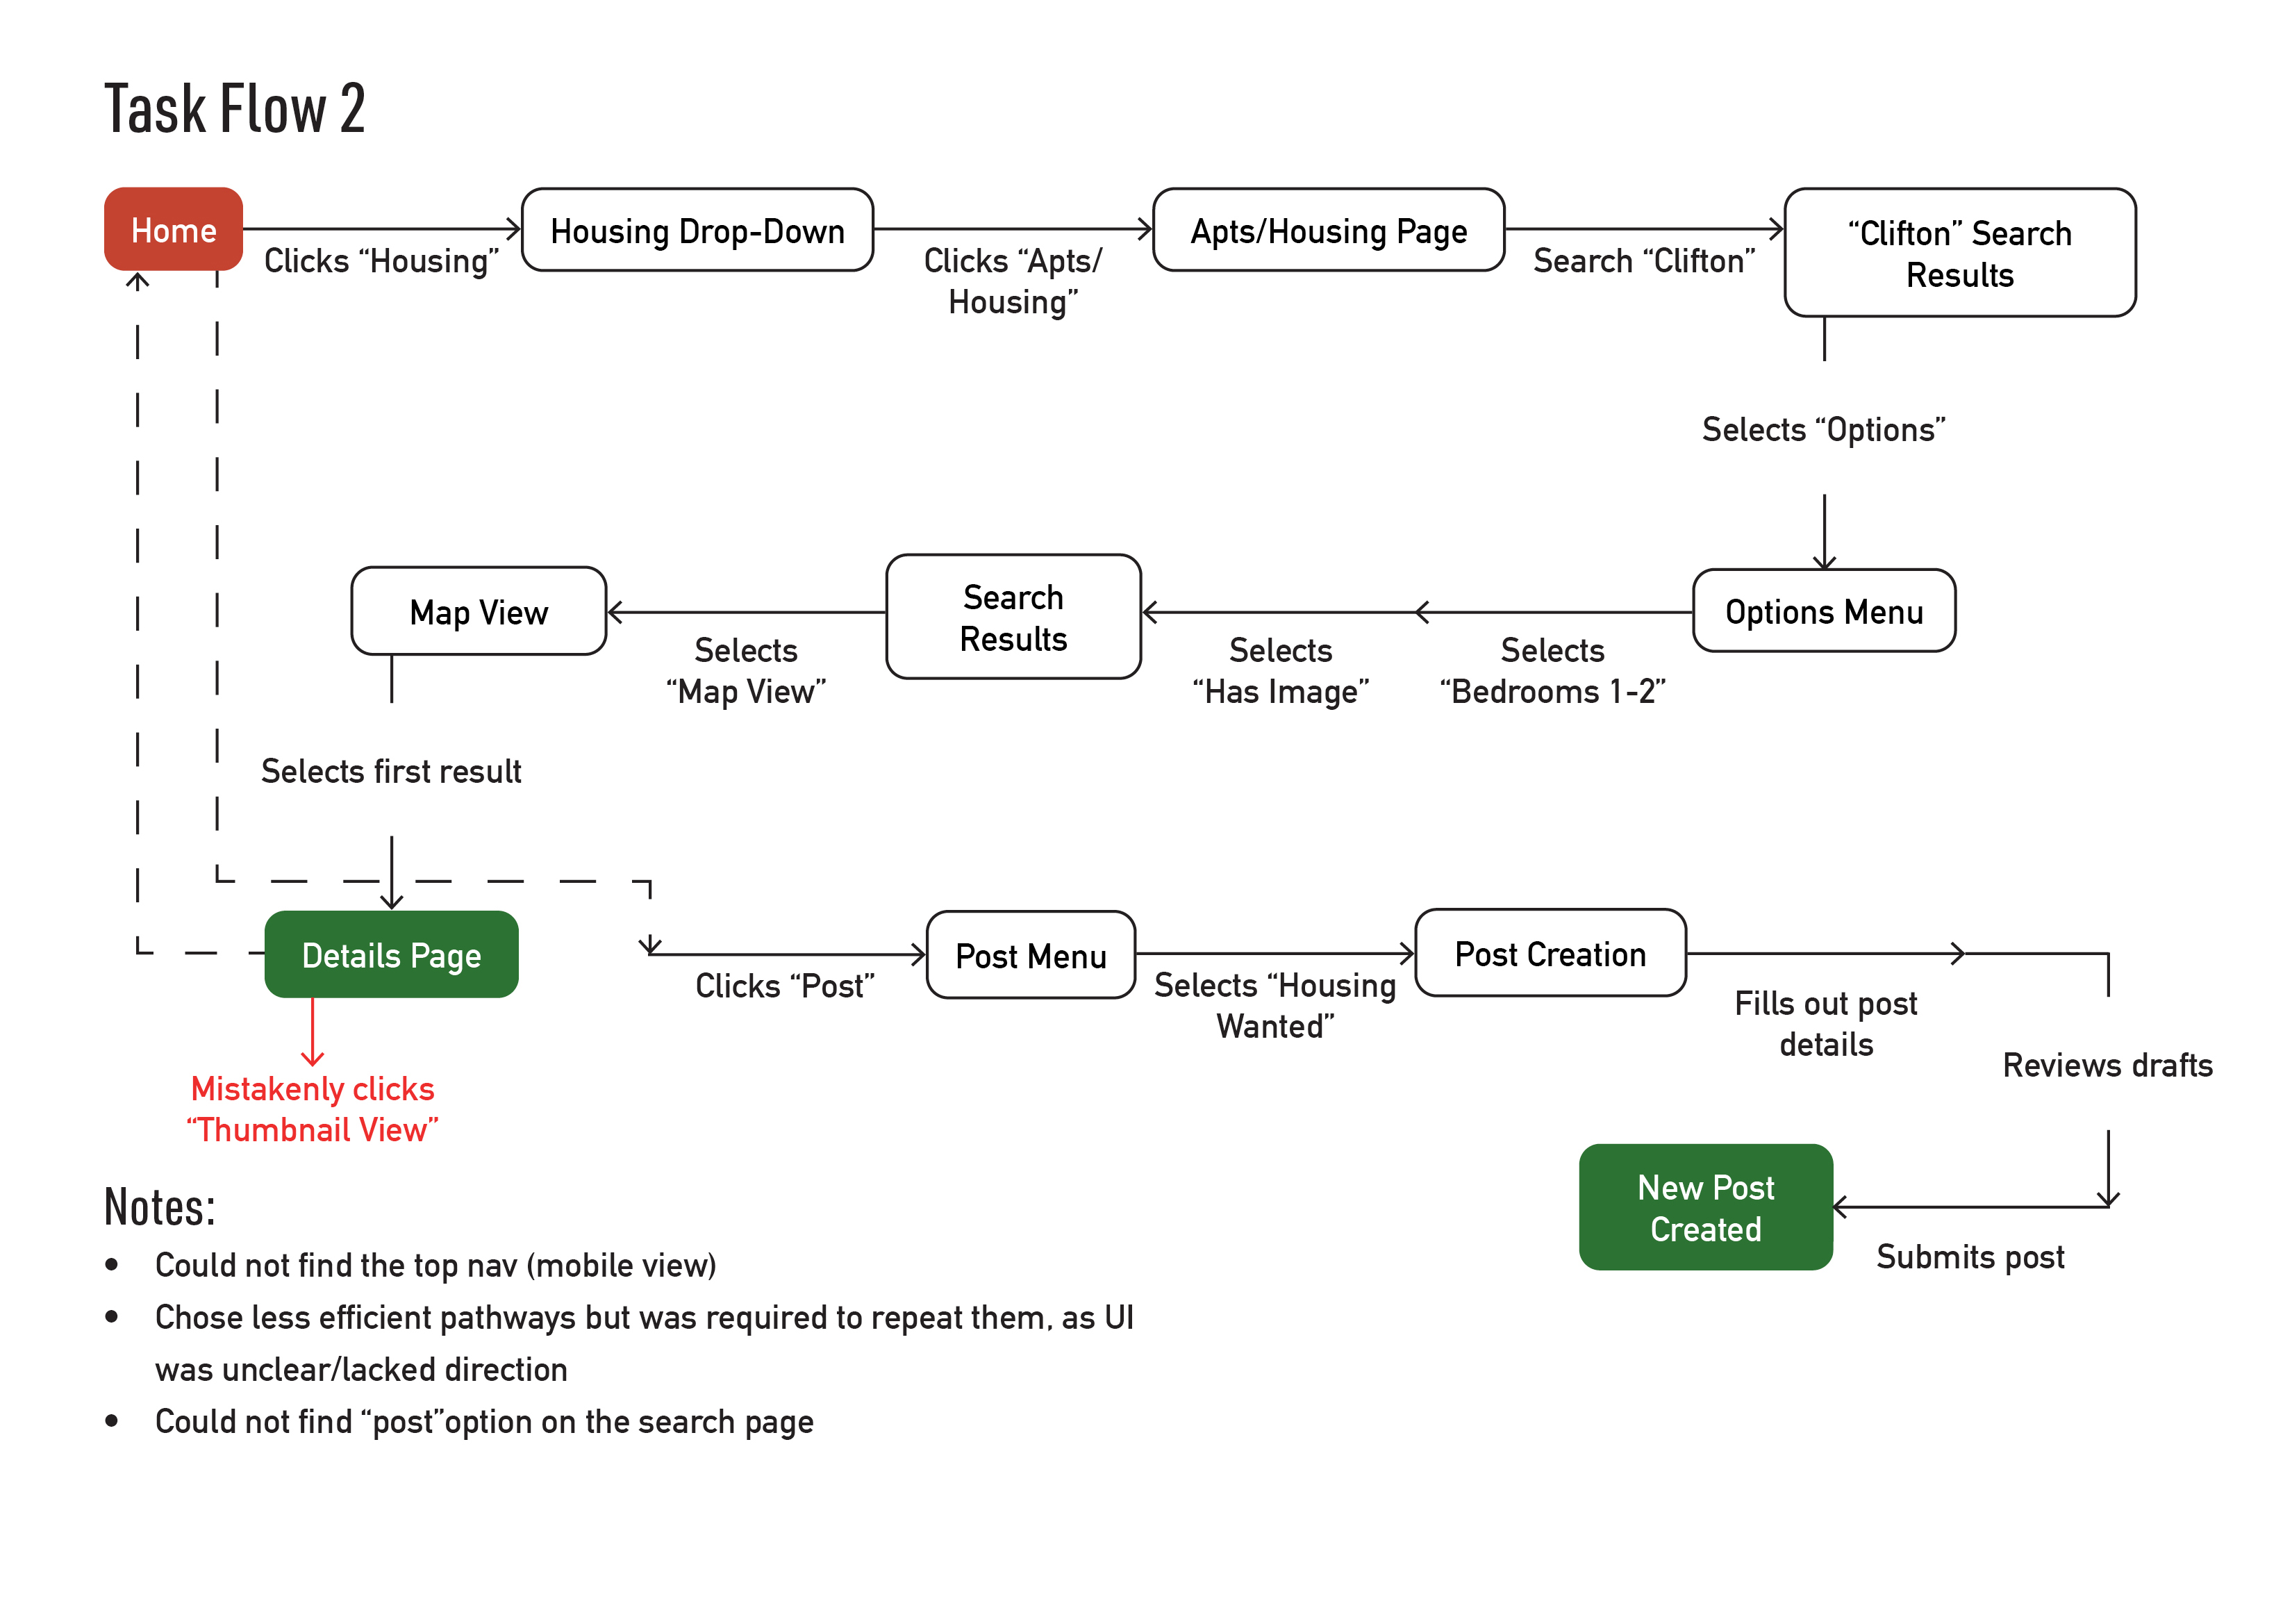 Task Flow 2
Home
Clicks “Housing”
Housing Drop-Down
Clicks “Apts/
Housing”
Apts/Housing Page
Search “Clifton”
“Clifton” Search
Results
Selects “Options”
Options Menu
Selects
“Bedrooms 1-2”
Selects
“Has Image”
Search
Results
Selects
“Map View”
Map View
Selects first result
Details Page
Mistakenly clicks
“Thumbnail View”
Clicks “Post”
Post Menu
Selects “Housing
Wanted”
Post Creation
Fills out post
details
Reviews drafts
Submits post
New Post
Created
Notes:
• Could not find the top nav (mobile view)
• Chose less efficient pathways but was required to repeat them, as UI
was unclear/lacked direction
• Could not find “post”option on the search page